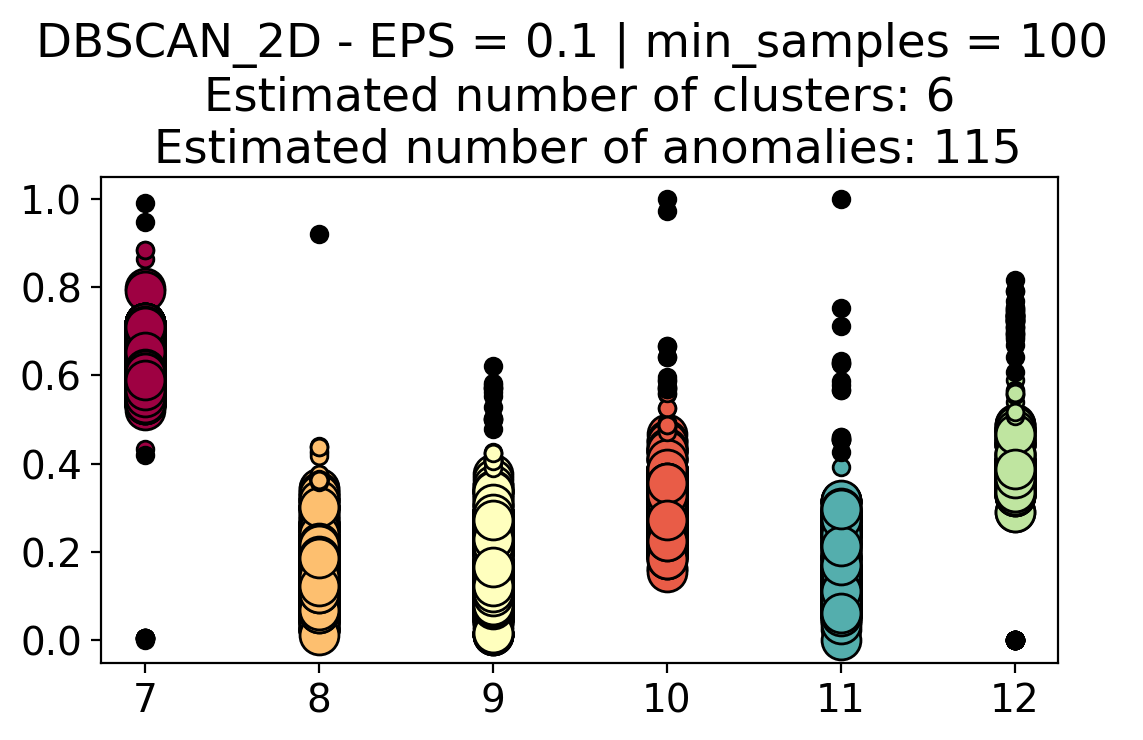 DBSCAN_2D - EPS = 0.1 | min_samples = 100
Estimated number of clusters: 6
Estimated number of anomalies: 115
1.0
0.8
0.6
0.4
0.2
0.0
7 8 9 10 11 12